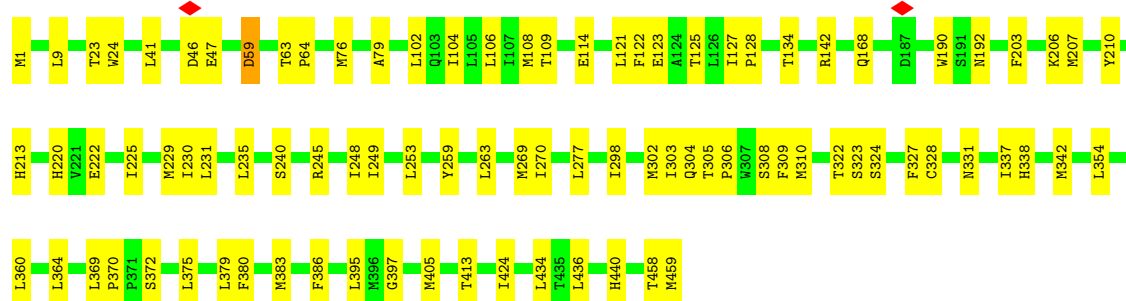 M1 L9 T23 W24 L41 D46 E47 D59 T63 P64 M76 A79 L102 Q103 I104 L105 L106 I107 M108 T109 E114 L121 F122 E123 A124 T125 L126 I127 P128 T134 R142 Q168 D187 W190 S191 N192 F203 K206 M207 Y210
H213 H220 V221 E222 I225 M229 I230 L231 L235 S240 R245 I248 I249 L253 Y259 L263 M269 I270 L277 I298 M302 I303 Q304 T305 P306 W307 S308 F309 M310 T322 S323 S324 F327 C328 N331 I337 H338 M342 L354
L360 L364 L369 P370 P371 S372 L375 L379 F380 M383 F386 L395 M396 G397 M405 T413 I424 L434 T435 L436 H440 T458 M459